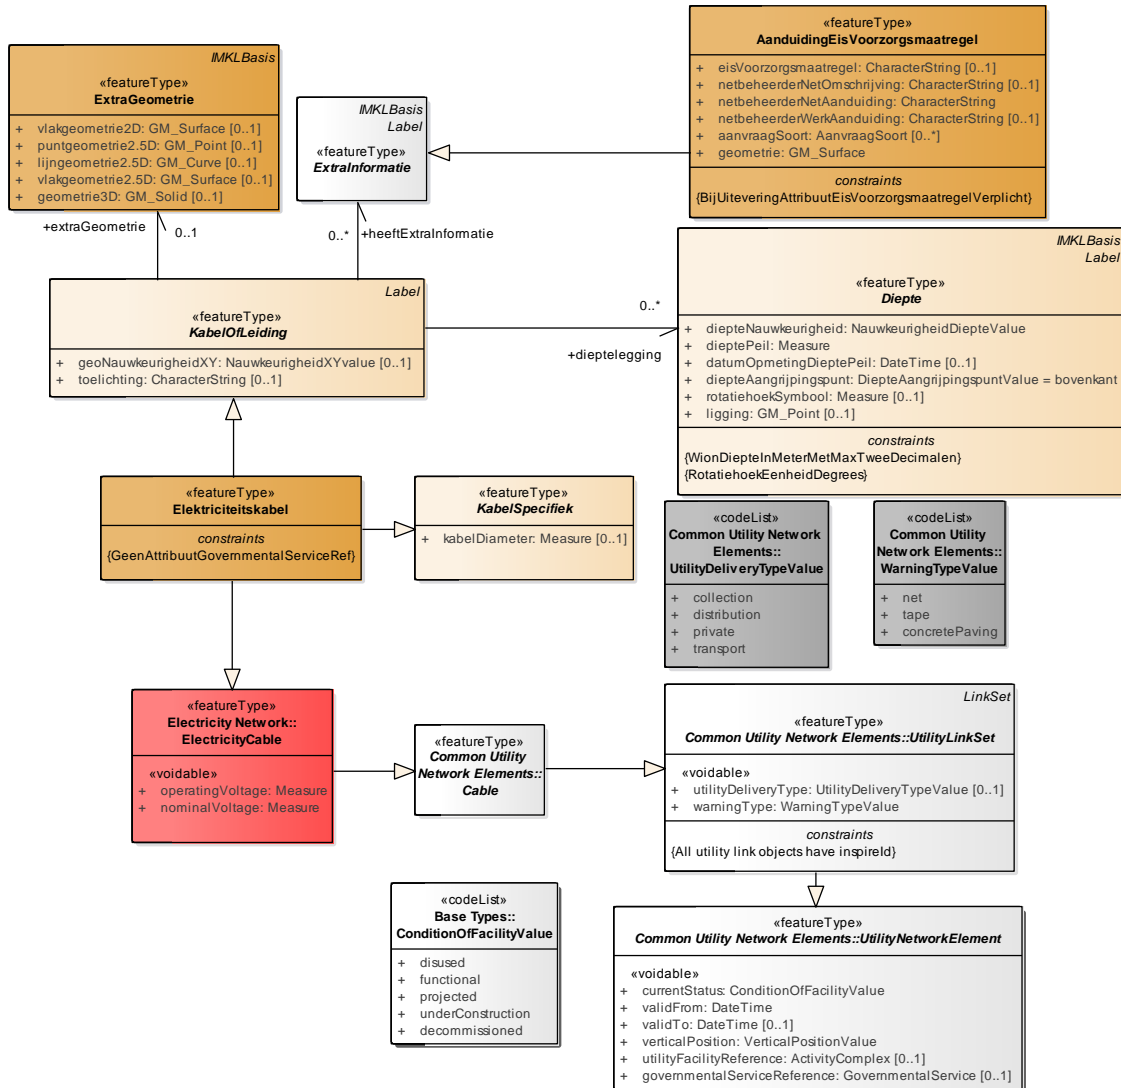 IMKLBasis
«featureType»
ExtraGeometrie
+ vlakgeometrie2D: GM_Surface [0..1]
+ puntgeometrie2.5D: GM_Point [0..1]
+ lijngeometrie2.5D: GM_Curve [0..1]
+ vlakgeometrie2.5D: GM_Surface [0..1]
+ geometrie3D: GM_Solid [0..1]
IMKLBasis
Label
«featureType»
ExtraInformatie
«featureType»
AanduidingEisVoorzorgsmaatregel
+ eisVoorzorgsmaatregel: CharacterString [0..1]
+ netbeheerderNetOmschrijving: CharacterString [0..1]
+ netbeheerderNetAanduiding: CharacterString
+ netbeheerderWerkAanduiding: CharacterString [0..1]
+ aanvraagSoort: AanvraagSoort [0..*]
+ geometrie: GM_Surface
constraints
{BijUiteveringAttribuutEisVoorzorgsmaatregelVerplicht}
+extraGeometrie
0..1
0..*
+heeftExtraInformatie
Label
«featureType»
KabelOfLeiding
+ geoNauwkeurigheidXY: NauwkeurigheidXYvalue [0..1]
+ toelichting: CharacterString [0..1]
0..*
+dieptelegging
IMKLBasis
Label
«featureType»
Diepte
+ diepteNauwkeurigheid: NauwkeurigheidDiepteValue
+ dieptePeil: Measure
+ datumOpmetingDieptePeil: DateTime [0..1]
+ diepteAangrijpingspunt: DiepteAangrijpingspuntValue = bovenkant
+ rotatiehoekSymbool: Measure [0..1]
+ ligging: GM_Point [0..1]
constraints
{WionDiepteInMeterMetMaxTweeDecimalen}
{RotatiehoekEenheidDegrees}
«featureType»
Elektriciteitskabel
constraints
{GeenAttribuutGovernmentalServiceRef}
«featureType»
KabelSpecifiek
+ kabelDiameter: Measure [0..1]
«codeList»
Common Utility Network
Elements::
UtilityDeliveryTypeValue
+ collection
+ distribution
+ private
+ transport
«codeList»
Common Utility
Network Elements::
WarningTypeValue
+ net
+ tape
+ concretePaving
«featureType»
Electricity Network::
ElectricityCable
«voidable»
+ operatingVoltage: Measure
+ nominalVoltage: Measure
«featureType»
Common Utility
Network Elements::
Cable
LinkSet
«featureType»
Common Utility Network Elements::UtilityLinkSet
«voidable»
+ utilityDeliveryType: UtilityDeliveryTypeValue [0..1]
+ warningType: WarningTypeValue
constraints
{All utility link objects have inspireId}
«codeList»
Base Types::
ConditionOfFacilityValue
+ disused
+ functional
+ projected
+ underConstruction
+ decommissioned
«featureType»
Common Utility Network Elements::UtilityNetworkElement
«voidable»
+ currentStatus: ConditionOfFacilityValue
+ validFrom: DateTime
+ validTo: DateTime [0..1]
+ verticalPosition: VerticalPositionValue
+ utilityFacilityReference: ActivityComplex [0..1]
+ governmentalServiceReference: GovernmentalService [0..1]